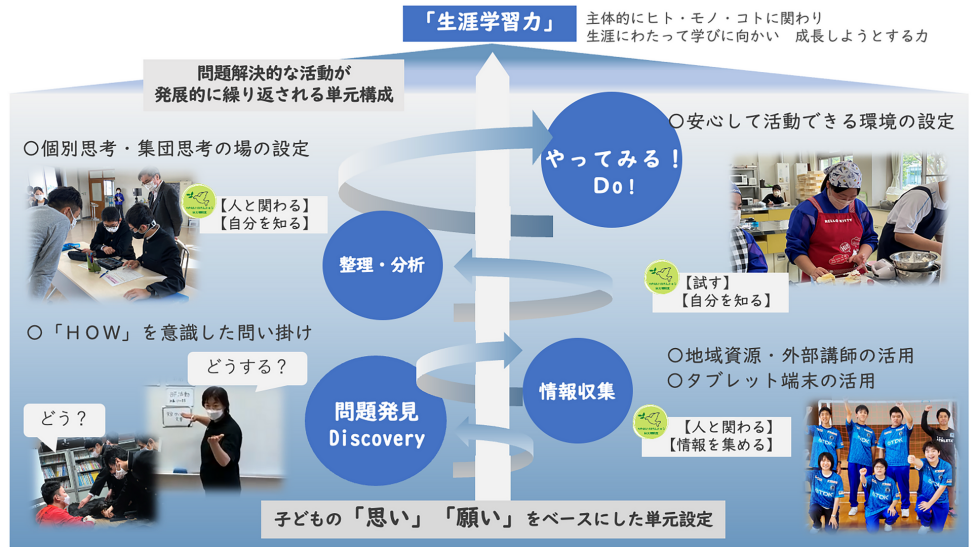 「生涯学習力」
主体的にヒト・モノ・コトに関わり
生涯にわたって学びに向かい　成長しようとする力
問題解決的な活動が
発展的に繰り返される単元構成
○個別思考・集団思考の場の設定
【人と関わる】
【自分を知る】
○安心して活動できる環境の設定
やってみる！
Do！
HELLO KITTY
整理・分析
【試す】
【自分を知る】
○「ＨＯＷ」を意識した問い掛け
どうする？
どう？
問題発見
Discovery
情報収集
○地域資源・外部講師の活用
○タブレット端末の活用
【人と関わる】
【情報を集める】
TDK
子どもの「思い」「願い」をベースにした単元設定